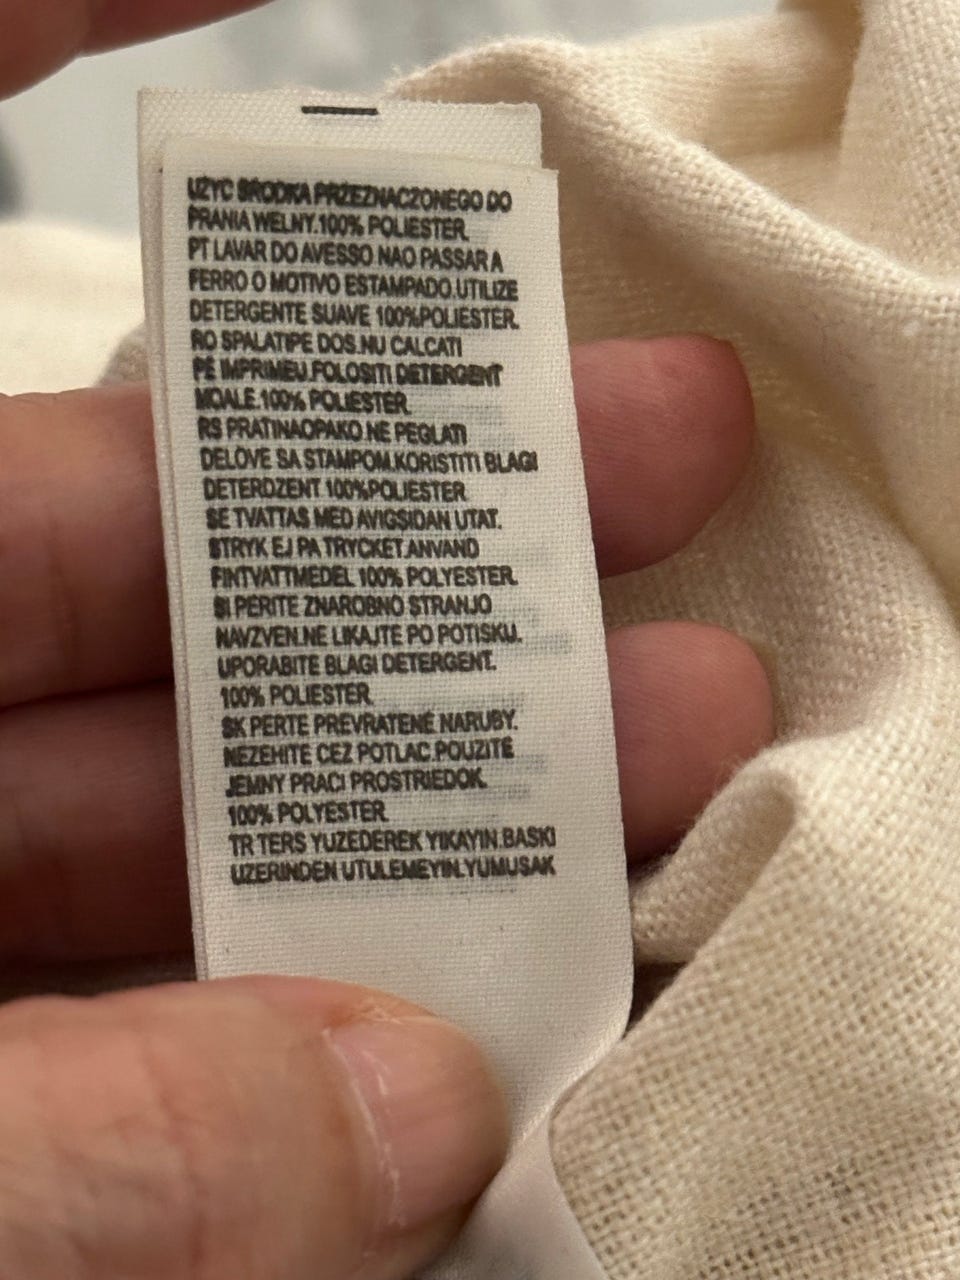 UZYC SRODKA PRZEZNACZONEGO DO
PRANIA WELNY.100% POLIESTER
PT LAVAR DO AVESSO NAO PASSAR A
FERRO O MOTIVO ESTAMPADO.UTILIZE
DETERGENTE SUAVE 100%POLIESTER.
RO SPALATIPE DOS.NU CALCATI
PE IMPRIMEU.FOLOSITI DETERGENT
MOALE.100% POLIESTER
RS PRATINAOPAKO.NE PEGLATI
DELOVE SA STAMPOM.KORISTITI BLAGI
DETERDZENT 100%POLIESTER
SE TVATTAS MED AVIGSIDAN UTAT.
STRYK EJ PA TRYCKET.ANVAND
FINTVATTMEDEL 100% POLYESTER.
SI PERITE ZNAROBNO STRANJO
NAVZVEN.NE LIKAJTE PO POTISKU.
UPORABITE BLAGI DETERGENT.
100% POLIESTER
SK PERTE PREVRATENE NARUBY.
NEZEHITE CEZ POTLAC.POUZITE
JEMNY PRACI PROSTRIEDOK.
100% POLYESTER
TR TERS YUZEDEREK YIKAYIN.BASKI
UZERINDEN UTULEMEYIN.YUMUSAK